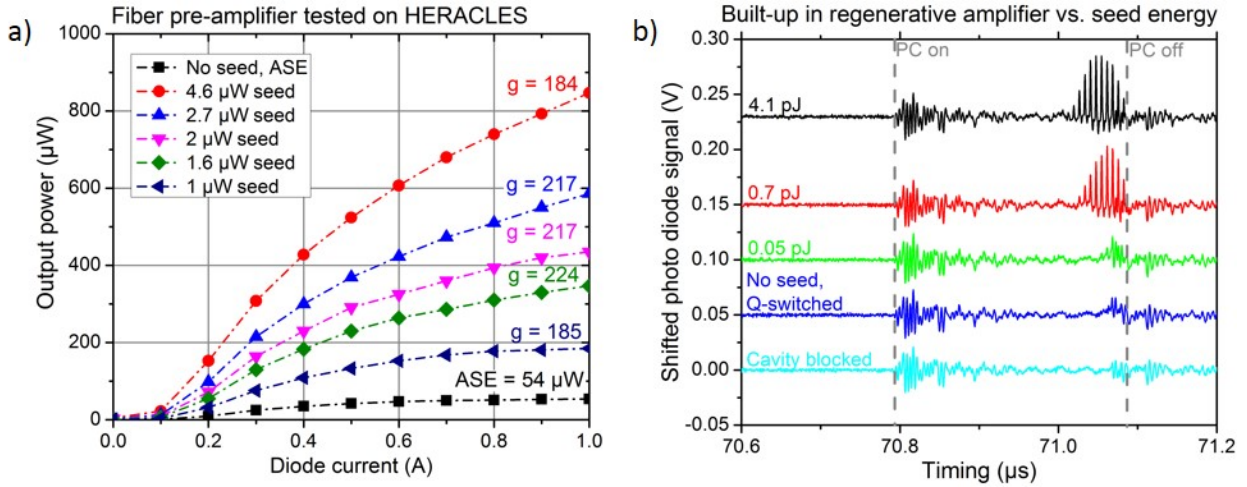 a)
Fiber pre-amplifier tested on HERACLES
1000
800
600
400
200
0
Output power (µW)
No seed, ASE
4.6 µW seed
2.7 µW seed
2 µW seed
1.6 µW seed
1 µW seed
g = 184
g = 217
g = 217
g = 224
g = 185
ASE = 54 µW
0.0 0.2 0.4 0.6 0.8 1.0
Diode current (A)
b)
Built-up in regenerative amplifier vs. seed energy
0.30
0.25
0.20
0.15
0.10
0.05
0.00
-0.05
Shifted photo diode signal (V)
PC on
PC off
4.1 pJ
0.7 pJ
0.05 pJ
No seed,
Q-switched
Cavity blocked
70.6 70.8 71.0 71.2
Timing (µs)